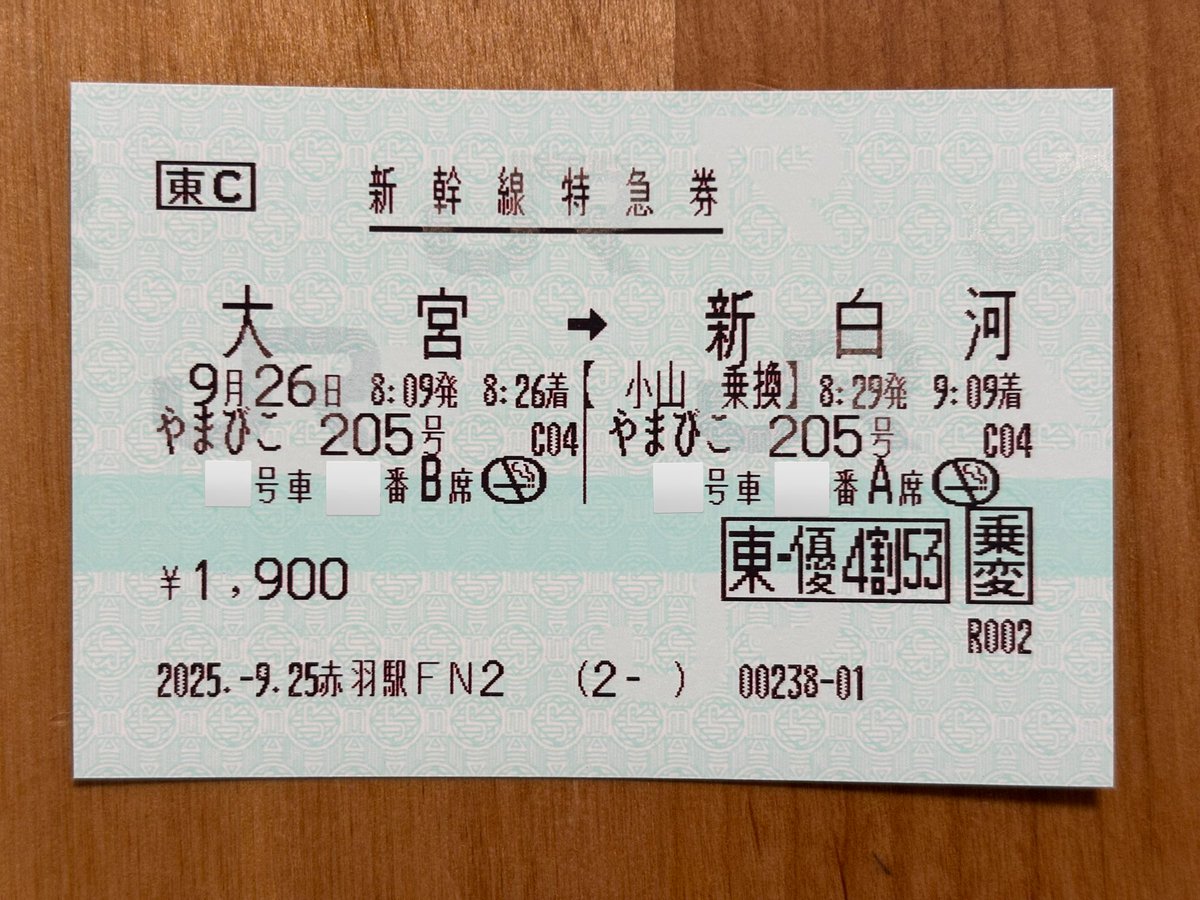 東C 新幹線特急券
大宮 ➡ 新白河
9月26日 8:09発 8:26着【 小山 乗換】8:29発 9:09着
やまびこ 205号 C04 やまびこ 205号 C04
号車 番B席 号車 番A席
¥1,900 東-優4割53 乗変
R002
2025.-9.25赤羽駅FN2 (2- ) 00238-01